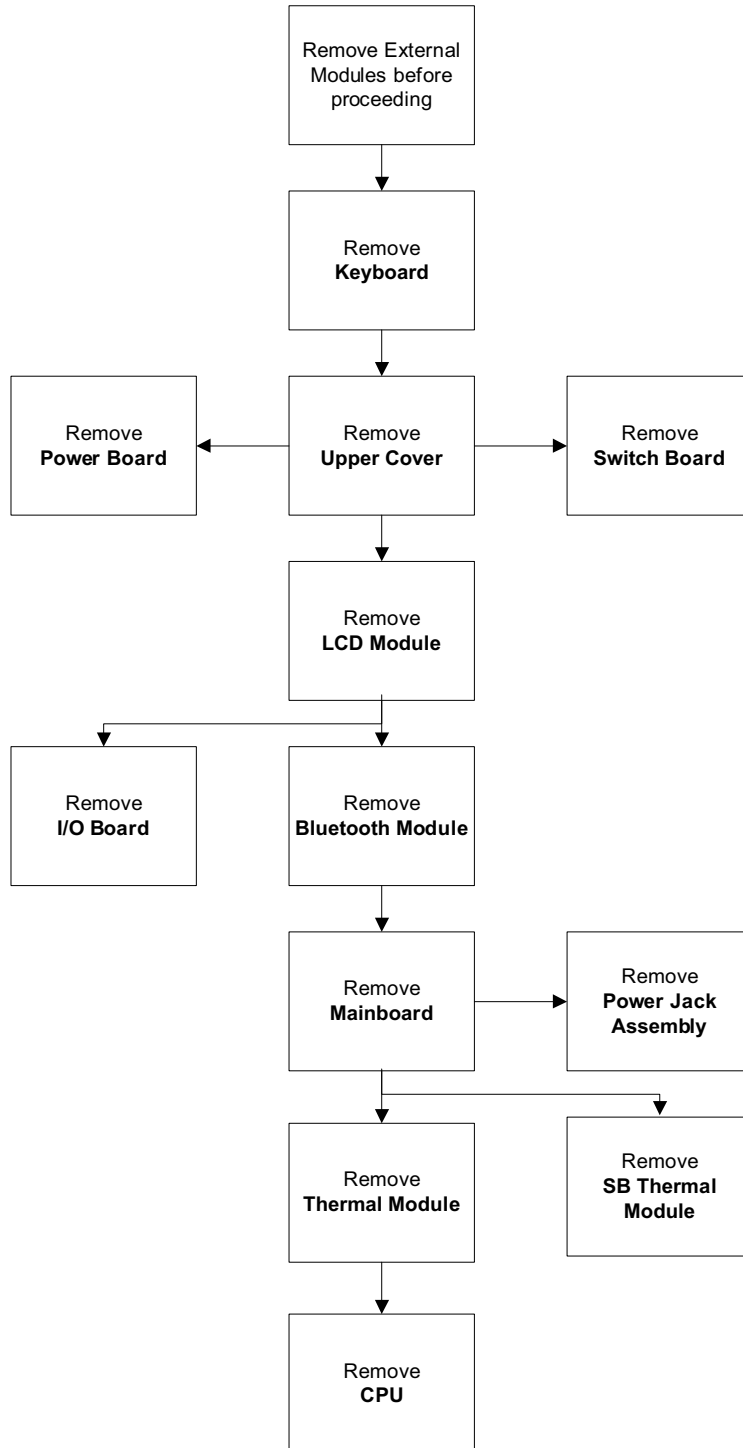 Remove External
Modules before
proceeding
Remove
Keyboard
Remove
Power Board
Remove
Upper Cover
Remove
Switch Board
Remove
LCD Module
Remove
I/O Board
Remove
Bluetooth Module
Remove
Mainboard
Remove
Power Jack
Assembly
Remove
Thermal Module
Remove
SB Thermal
Module
Remove
CPU